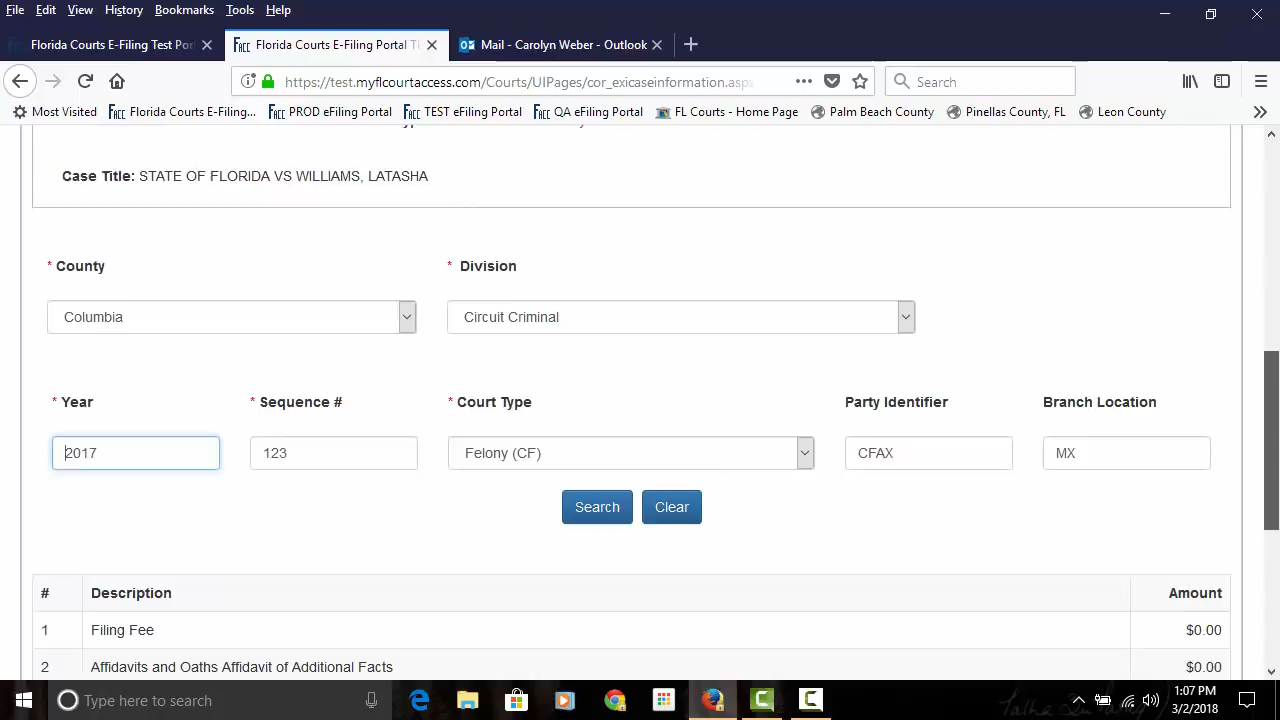 File Edit View History Bookmarks Tools Help
Florida Courts E-Filing Test Por
Florida Courts E-Filing Portal T
Mail - Carolyn Weber - Outlook
https://test.myflcourtaccess.com/Courts/UIPages/cor_exicaseinformation.aspx
Search
Most Visited Florida Courts E-Filing... PROD eFiling Portal TEST eFiling Portal QA eFiling Portal FL Courts - Home Page Palm Beach County Pinellas County, FL Leon County
Case Title: STATE OF FLORIDA VS WILLIAMS, LATASHA
* County * Division
Columbia Circuit Criminal
* Year * Sequence # * Court Type Party Identifier Branch Location
2017 123 Felony (CF) CFAX MX
Search Clear
# Description Amount
1 Filing Fee $0.00
2 Affidavits and Oaths Affidavit of Additional Facts $0.00
Type here to search
1:07 PM
3/2/2018